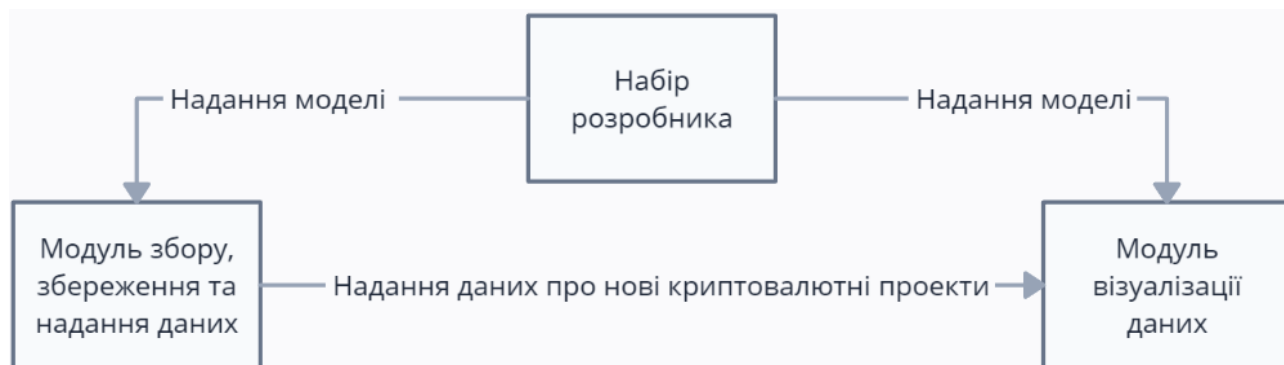 Набір
розробника
Надання моделі
Надання моделі
Модуль збору,
збереження та
надання даних
Надання даних про нові криптовалютні проекти
Модуль
візуалізації
даних